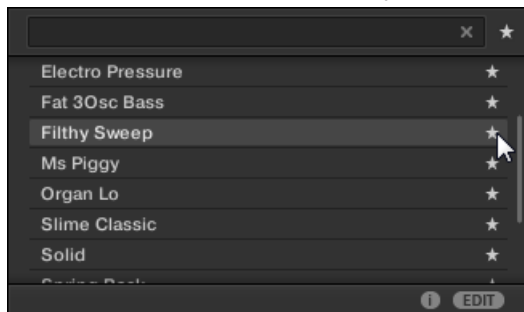 Electro Pressure
Fat 3Osc Bass
Filthy Sweep
Ms Piggy
Organ Lo
Slime Classic
Solid
EDIT